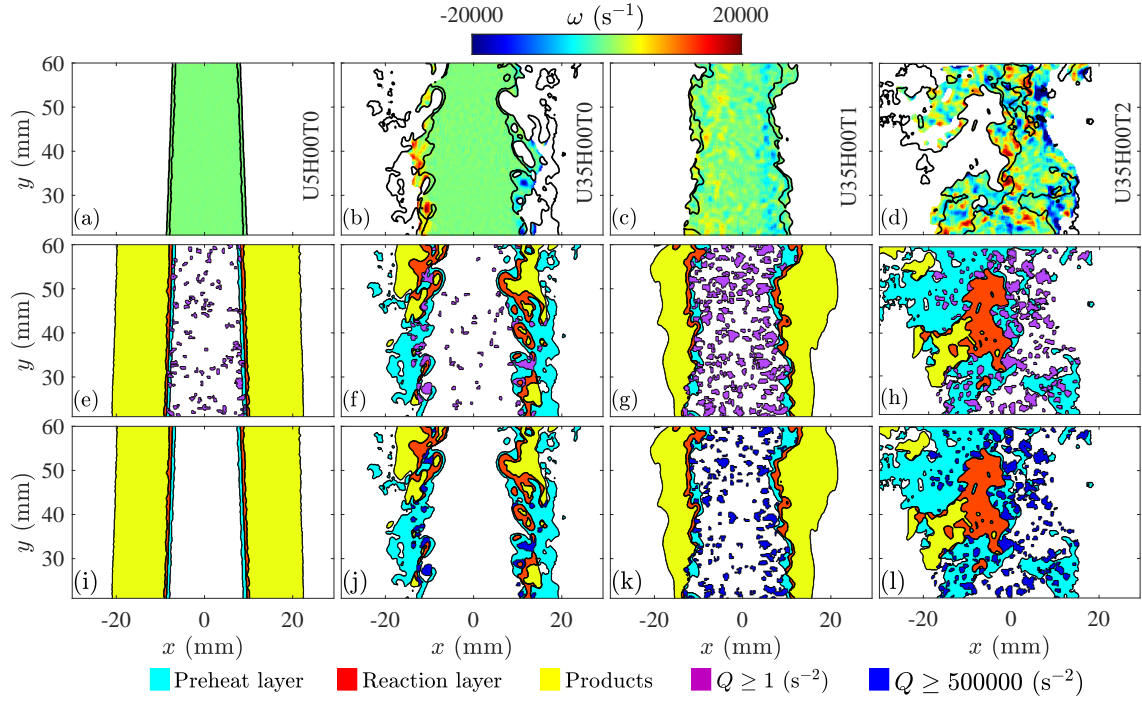 -20000 ω (s⁻¹) 20000
60
50
40
30
y (mm)
(a) U5H00T0
(b) U35H00T0
(c) U35H00T1
(d) U35H00T2
60
50
40
30
y (mm)
(e) (f) (g) (h)
60
50
40
30
y (mm)
(i) (j) (k) (l)
-20 0 20 -20 0 20 -20 0 20 -20 0 20
x (mm) x (mm) x (mm) x (mm)
Preheat layer Reaction layer Products Q ≥ 1 (s⁻²) Q ≥ 500000 (s⁻²)